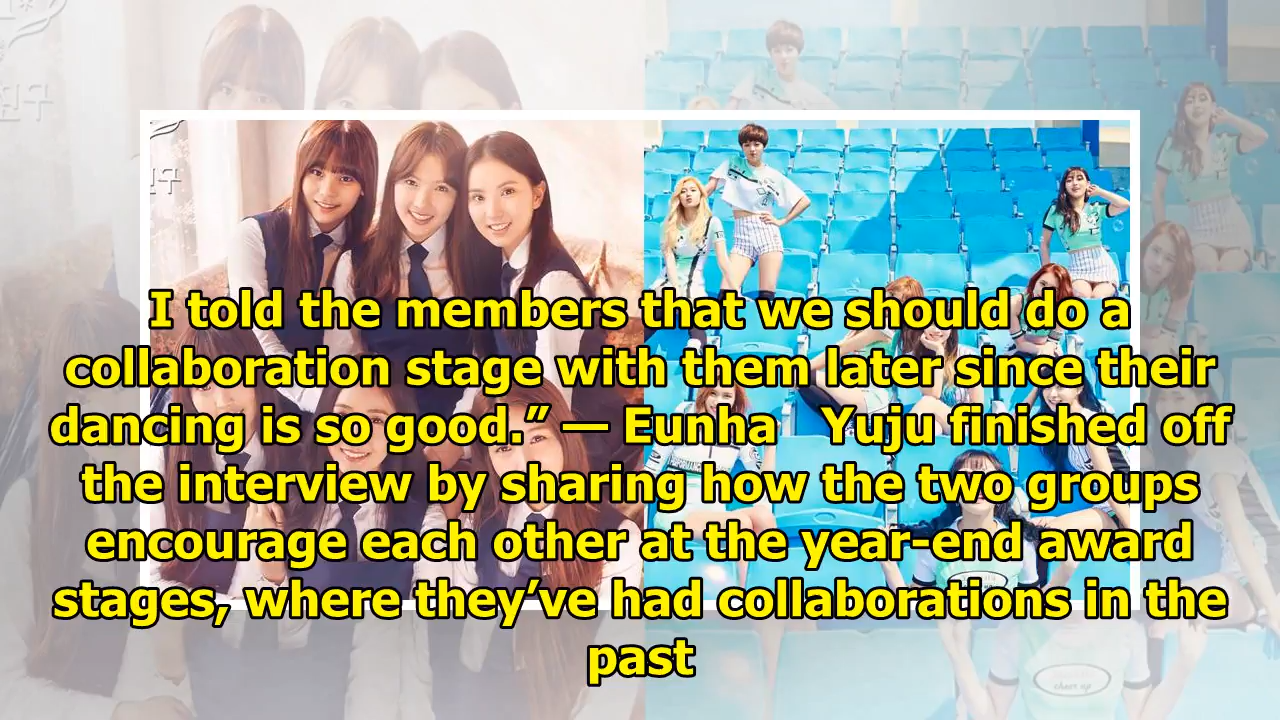 I told the members that we should do a
collaboration stage with them later since their
dancing is so good.” — Eunha   Yuju finished off
the interview by sharing how the two groups
encourage each other at the year-end award
stages, where they’ve had collaborations in the
past
cheer up